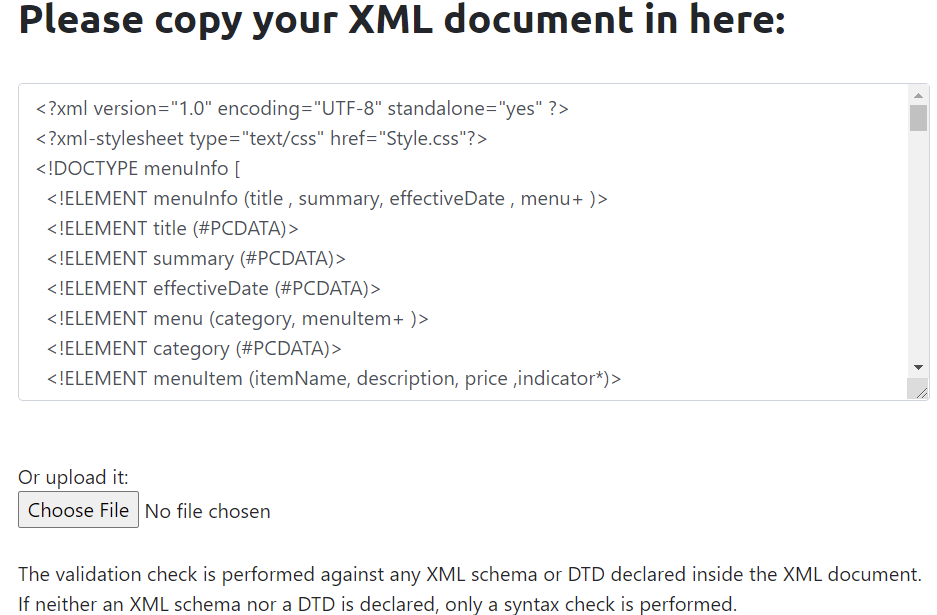 Please copy your XML document in here:
<?xml version="1.0" encoding="UTF-8" standalone="yes" ?>
<?xml-stylesheet type="text/css" href="Style.css"?>
<!DOCTYPE menuInfo [
<!ELEMENT menuInfo (title , summary, effectiveDate , menu+ )>
<!ELEMENT title (#PCDATA)>
<!ELEMENT summary (#PCDATA)>
<!ELEMENT effectiveDate (#PCDATA)>
<!ELEMENT menu (category, menuItem+ )>
<!ELEMENT category (#PCDATA)>
<!ELEMENT menuItem (itemName, description, price ,indicator*)>
Or upload it:
Choose File No file chosen
The validation check is performed against any XML schema or DTD declared inside the XML document.
If neither an XML schema nor a DTD is declared, only a syntax check is performed.